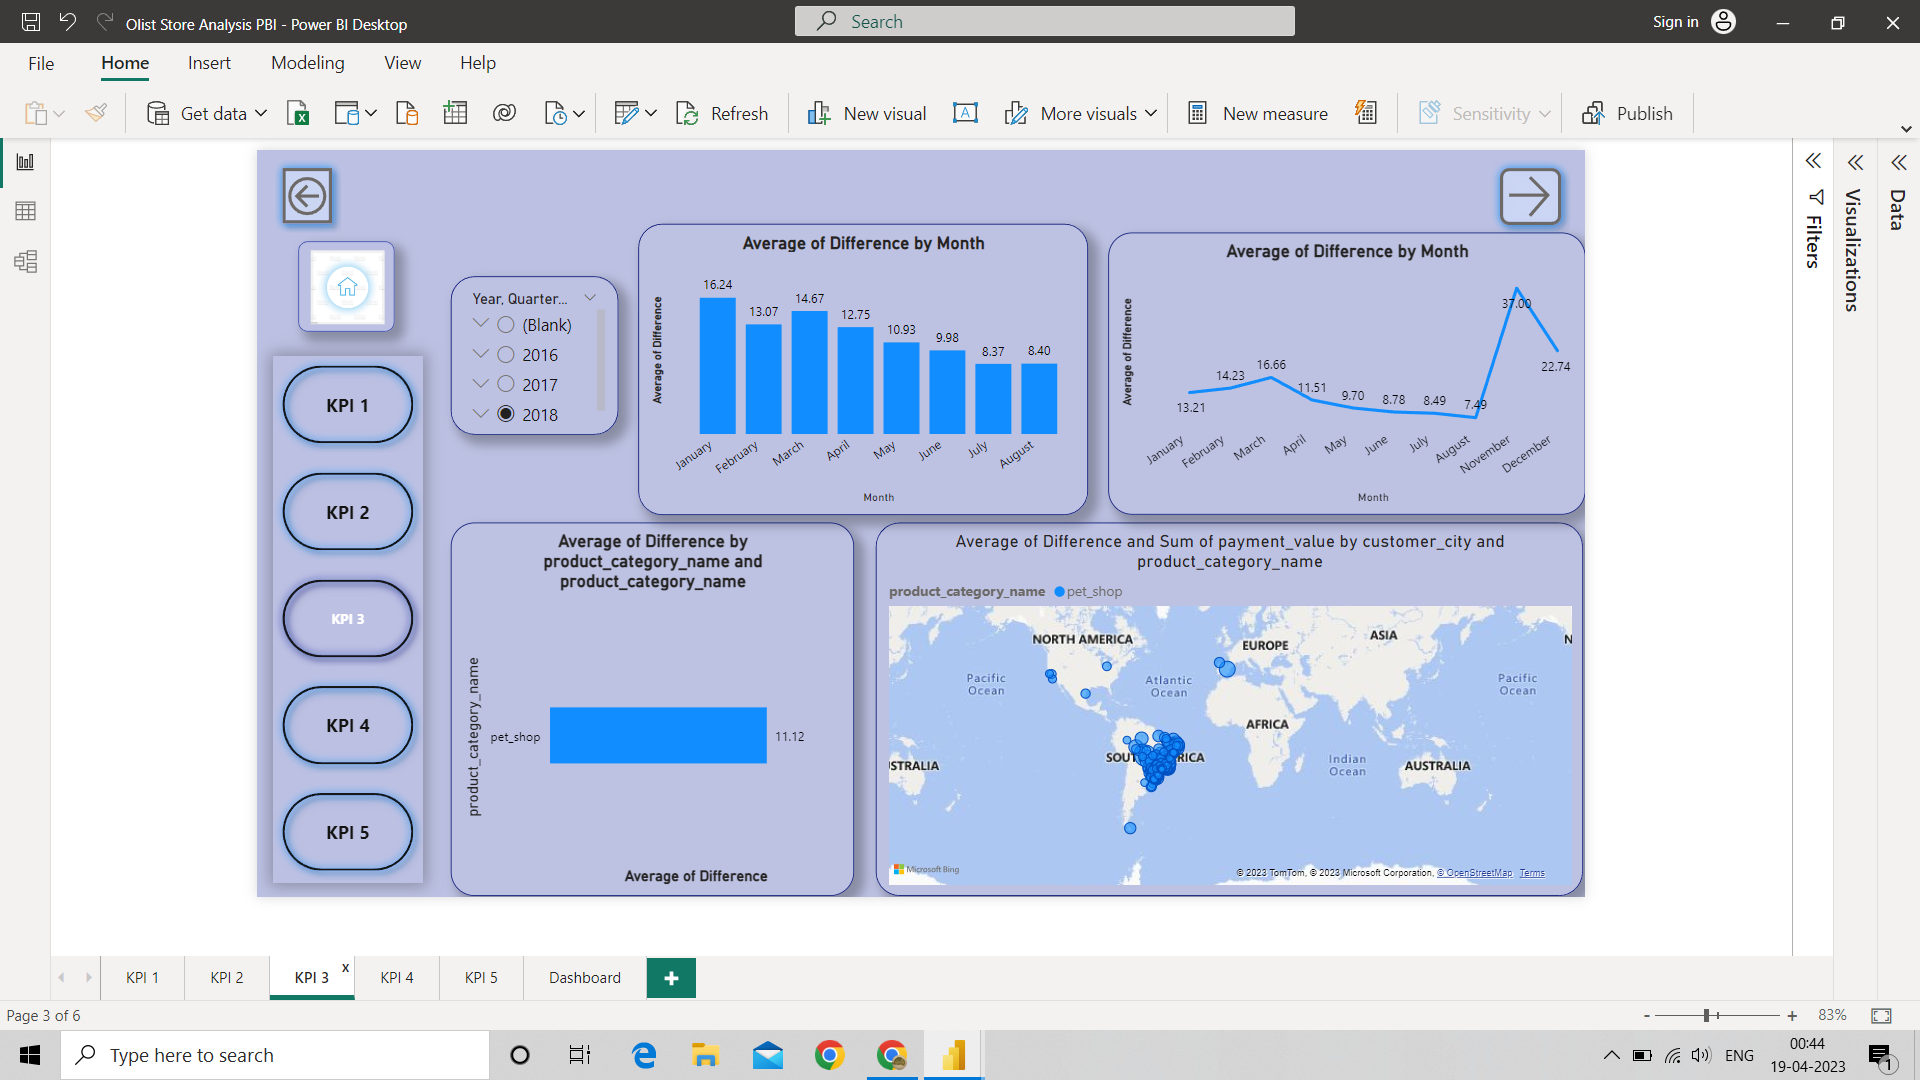 Olist Store Analysis PBI - Power BI Desktop
Search
Sign in
File
Home
Insert
Modeling
View
Help
Get data
Refresh
New visual
More visuals
New measure
Sensitivity
Publish
Filters
Visualizations
Data
KPI 1
KPI 2
KPI 3
KPI 4
KPI 5
Year, Quarter...
(Blank)
2016
2017
2018
Average of Difference by Month
Average of Difference
16.24
13.07
14.67
12.75
10.93
9.98
8.37
8.40
January
February
March
April
May
June
July
August
Month
Average of Difference by Month
Average of Difference
13.21
14.23
16.66
11.51
9.70
8.78
8.49
7.49
37.00
22.74
January
February
March
April
May
June
July
August
November
December
Month
Average of Difference by
product_category_name and
product_category_name
product_category_name
pet_shop
11.12
Average of Difference
Average of Difference and Sum of payment_value by customer_city and
product_category_name
product_category_name
pet_shop
NORTH AMERICA
EUROPE
ASIA
N
Pacific
Ocean
Atlantic
Ocean
Pacific
Ocean
AFRICA
SOUT
RICA
STRALIA
Indian
Ocean
AUSTRALIA
Microsoft Bing
© 2023 TomTom, © 2023 Microsoft Corporation, © OpenStreetMap Terms
KPI 1
KPI 2
KPI 3
x
KPI 4
KPI 5
Dashboard
+
Page 3 of 6
- + 83%
Type here to search
ENG
00:44
19-04-2023
1